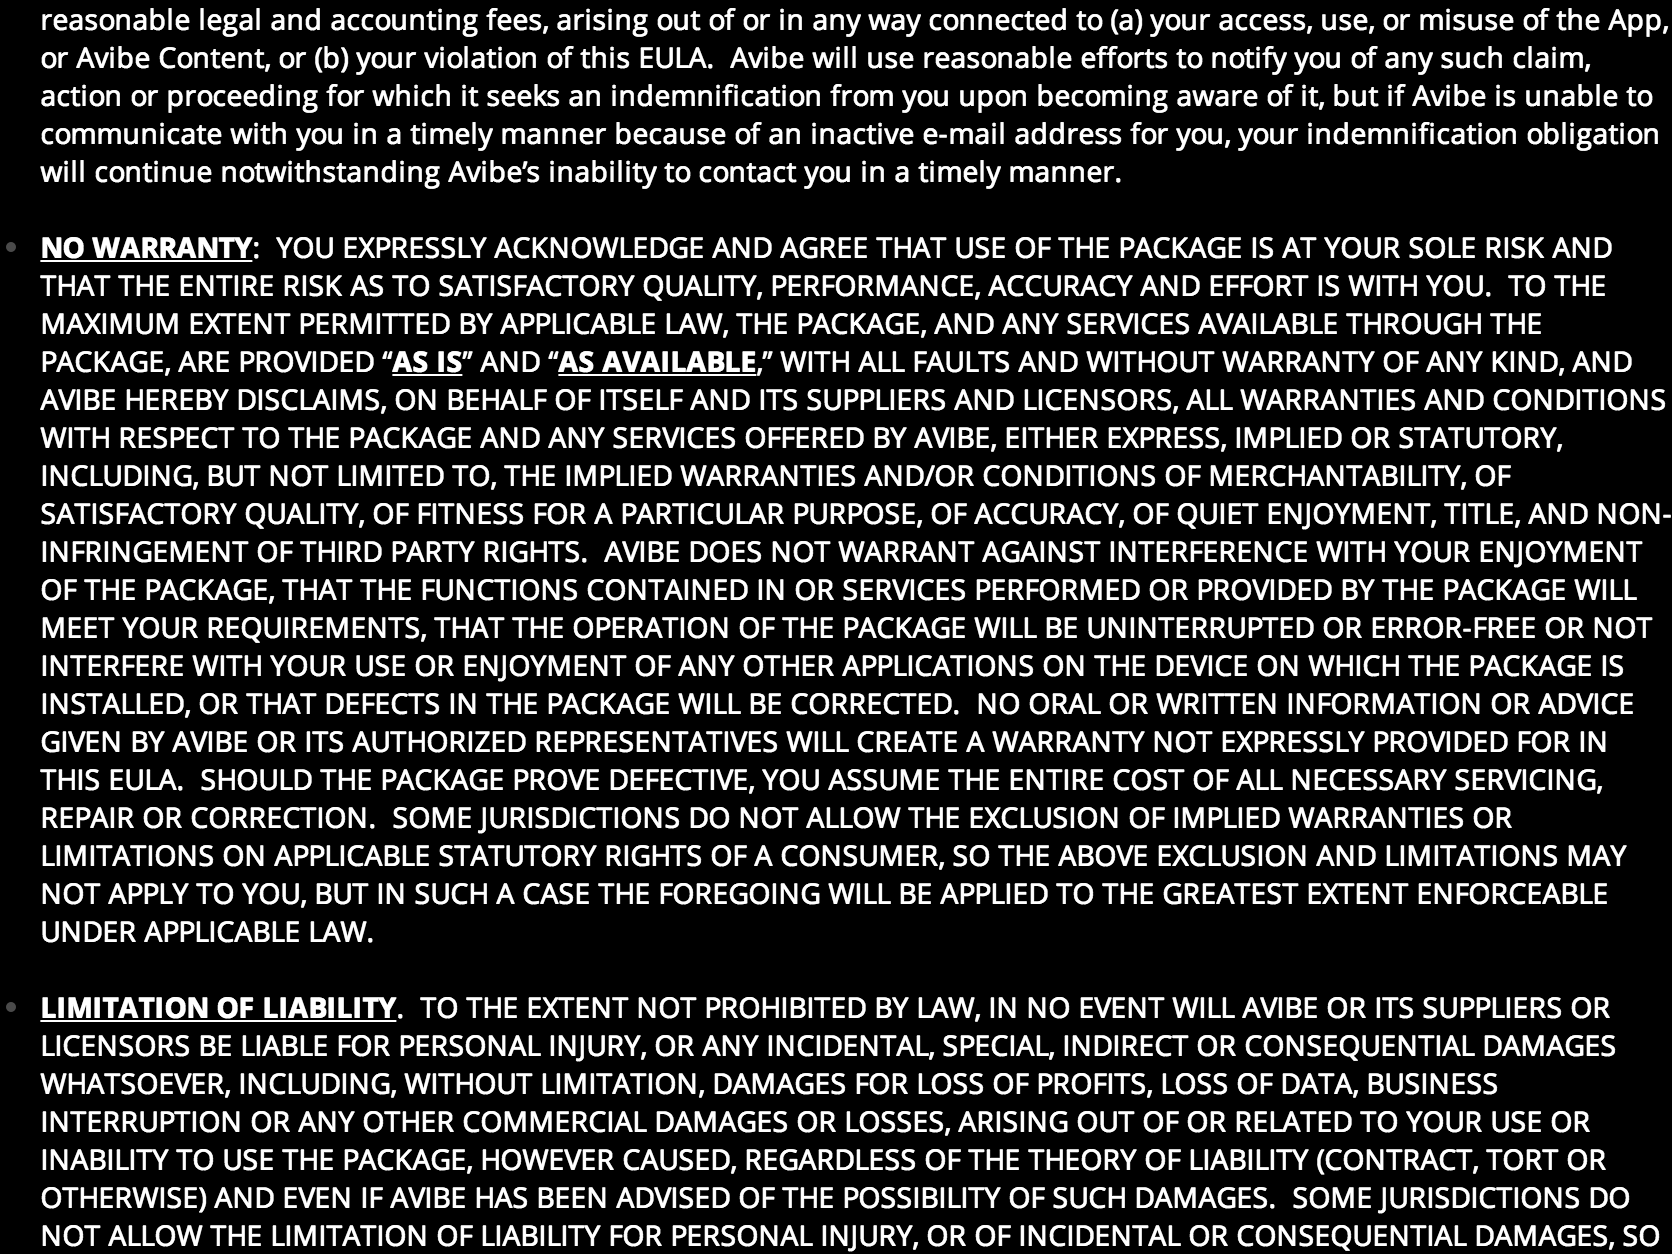 reasonable legal and accounting fees, arising out of or in any way connected to (a) your access, use, or misuse of the App,
or Avibe Content, or (b) your violation of this EULA.  Avibe will use reasonable efforts to notify you of any such claim,
action or proceeding for which it seeks an indemnification from you upon becoming aware of it, but if Avibe is unable to
communicate with you in a timely manner because of an inactive e-mail address for you, your indemnification obligation
will continue notwithstanding Avibe’s inability to contact you in a timely manner.
• NO WARRANTY:  YOU EXPRESSLY ACKNOWLEDGE AND AGREE THAT USE OF THE PACKAGE IS AT YOUR SOLE RISK AND
THAT THE ENTIRE RISK AS TO SATISFACTORY QUALITY, PERFORMANCE, ACCURACY AND EFFORT IS WITH YOU.  TO THE
MAXIMUM EXTENT PERMITTED BY APPLICABLE LAW, THE PACKAGE, AND ANY SERVICES AVAILABLE THROUGH THE
PACKAGE, ARE PROVIDED “AS IS” AND “AS AVAILABLE,” WITH ALL FAULTS AND WITHOUT WARRANTY OF ANY KIND, AND
AVIBE HEREBY DISCLAIMS, ON BEHALF OF ITSELF AND ITS SUPPLIERS AND LICENSORS, ALL WARRANTIES AND CONDITIONS
WITH RESPECT TO THE PACKAGE AND ANY SERVICES OFFERED BY AVIBE, EITHER EXPRESS, IMPLIED OR STATUTORY,
INCLUDING, BUT NOT LIMITED TO, THE IMPLIED WARRANTIES AND/OR CONDITIONS OF MERCHANTABILITY, OF
SATISFACTORY QUALITY, OF FITNESS FOR A PARTICULAR PURPOSE, OF ACCURACY, OF QUIET ENJOYMENT, TITLE, AND NON-
INFRINGEMENT OF THIRD PARTY RIGHTS.  AVIBE DOES NOT WARRANT AGAINST INTERFERENCE WITH YOUR ENJOYMENT
OF THE PACKAGE, THAT THE FUNCTIONS CONTAINED IN OR SERVICES PERFORMED OR PROVIDED BY THE PACKAGE WILL
MEET YOUR REQUIREMENTS, THAT THE OPERATION OF THE PACKAGE WILL BE UNINTERRUPTED OR ERROR-FREE OR NOT
INTERFERE WITH YOUR USE OR ENJOYMENT OF ANY OTHER APPLICATIONS ON THE DEVICE ON WHICH THE PACKAGE IS
INSTALLED, OR THAT DEFECTS IN THE PACKAGE WILL BE CORRECTED.  NO ORAL OR WRITTEN INFORMATION OR ADVICE
GIVEN BY AVIBE OR ITS AUTHORIZED REPRESENTATIVES WILL CREATE A WARRANTY NOT EXPRESSLY PROVIDED FOR IN
THIS EULA.  SHOULD THE PACKAGE PROVE DEFECTIVE, YOU ASSUME THE ENTIRE COST OF ALL NECESSARY SERVICING,
REPAIR OR CORRECTION.  SOME JURISDICTIONS DO NOT ALLOW THE EXCLUSION OF IMPLIED WARRANTIES OR
LIMITATIONS ON APPLICABLE STATUTORY RIGHTS OF A CONSUMER, SO THE ABOVE EXCLUSION AND LIMITATIONS MAY
NOT APPLY TO YOU, BUT IN SUCH A CASE THE FOREGOING WILL BE APPLIED TO THE GREATEST EXTENT ENFORCEABLE
UNDER APPLICABLE LAW.
• LIMITATION OF LIABILITY.  TO THE EXTENT NOT PROHIBITED BY LAW, IN NO EVENT WILL AVIBE OR ITS SUPPLIERS OR
LICENSORS BE LIABLE FOR PERSONAL INJURY, OR ANY INCIDENTAL, SPECIAL, INDIRECT OR CONSEQUENTIAL DAMAGES
WHATSOEVER, INCLUDING, WITHOUT LIMITATION, DAMAGES FOR LOSS OF PROFITS, LOSS OF DATA, BUSINESS
INTERRUPTION OR ANY OTHER COMMERCIAL DAMAGES OR LOSSES, ARISING OUT OF OR RELATED TO YOUR USE OR
INABILITY TO USE THE PACKAGE, HOWEVER CAUSED, REGARDLESS OF THE THEORY OF LIABILITY (CONTRACT, TORT OR
OTHERWISE) AND EVEN IF AVIBE HAS BEEN ADVISED OF THE POSSIBILITY OF SUCH DAMAGES.  SOME JURISDICTIONS DO
NOT ALLOW THE LIMITATION OF LIABILITY FOR PERSONAL INJURY, OR OF INCIDENTAL OR CONSEQUENTIAL DAMAGES, SO